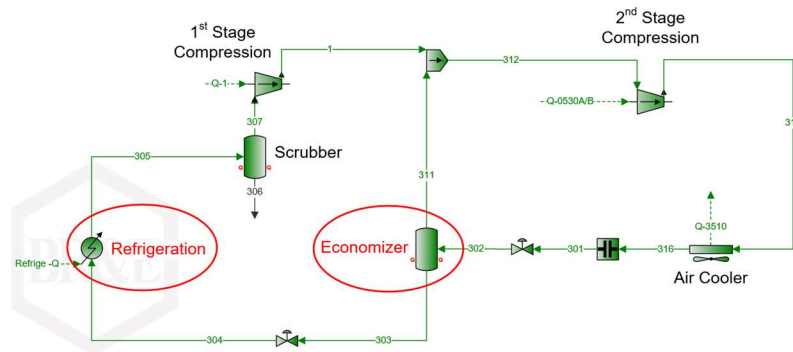 1st Stage
Compression
2nd Stage
Compression
1
312
Q-1
Q-0530A/B
307
305
Scrubber
306
311
Q-3510
Refrigeration
Economizer
302
301
316
Refrige -Q
Air Cooler
304
303